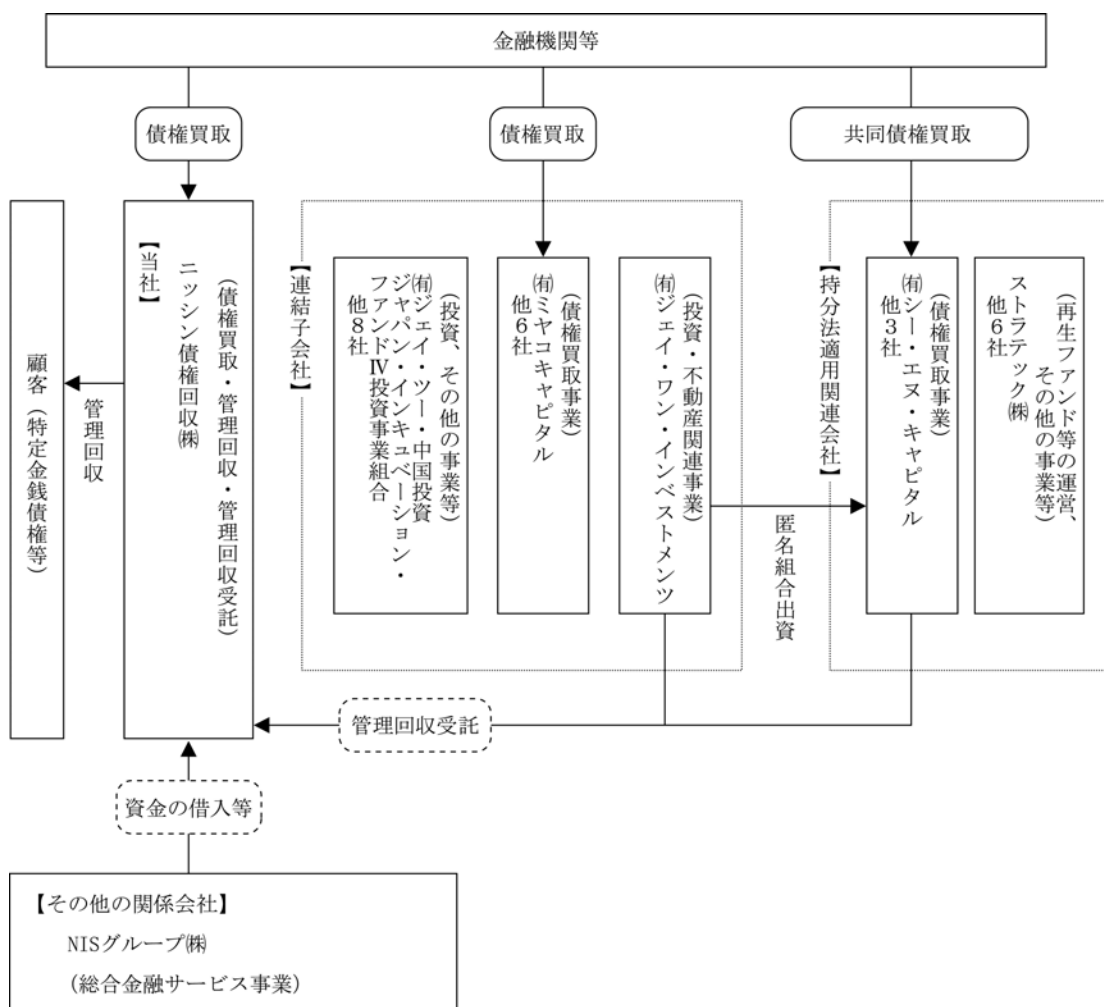 金融機関等
債権買取
債権買取
共同債権買取
顧客（特定金銭債権等）
管理回収
【当社】
ニッシン債権回収㈱
（債権買取・管理回収・管理回収受託）
【連結子会社】
（投資、その他の事業等）
㈲ジェイ・ツー・中国投資
ジャパン・インキュベーション・
ファンドⅣ投資事業組合
他８社
（債権買取事業）
㈲ミヤコキャピタル
他６社
（投資・不動産関連事業）
㈲ジェイ・ワン・インベストメンツ
匿名組合出資
【持分法適用関連会社】
（債権買取事業）
㈲シー・エヌ・キャピタル
他３社
（再生ファンド等の運営、
その他の事業等）
ストラテック㈱
他６社
管理回収受託
資金の借入等
【その他の関係会社】
NISグループ㈱
（総合金融サービス事業）